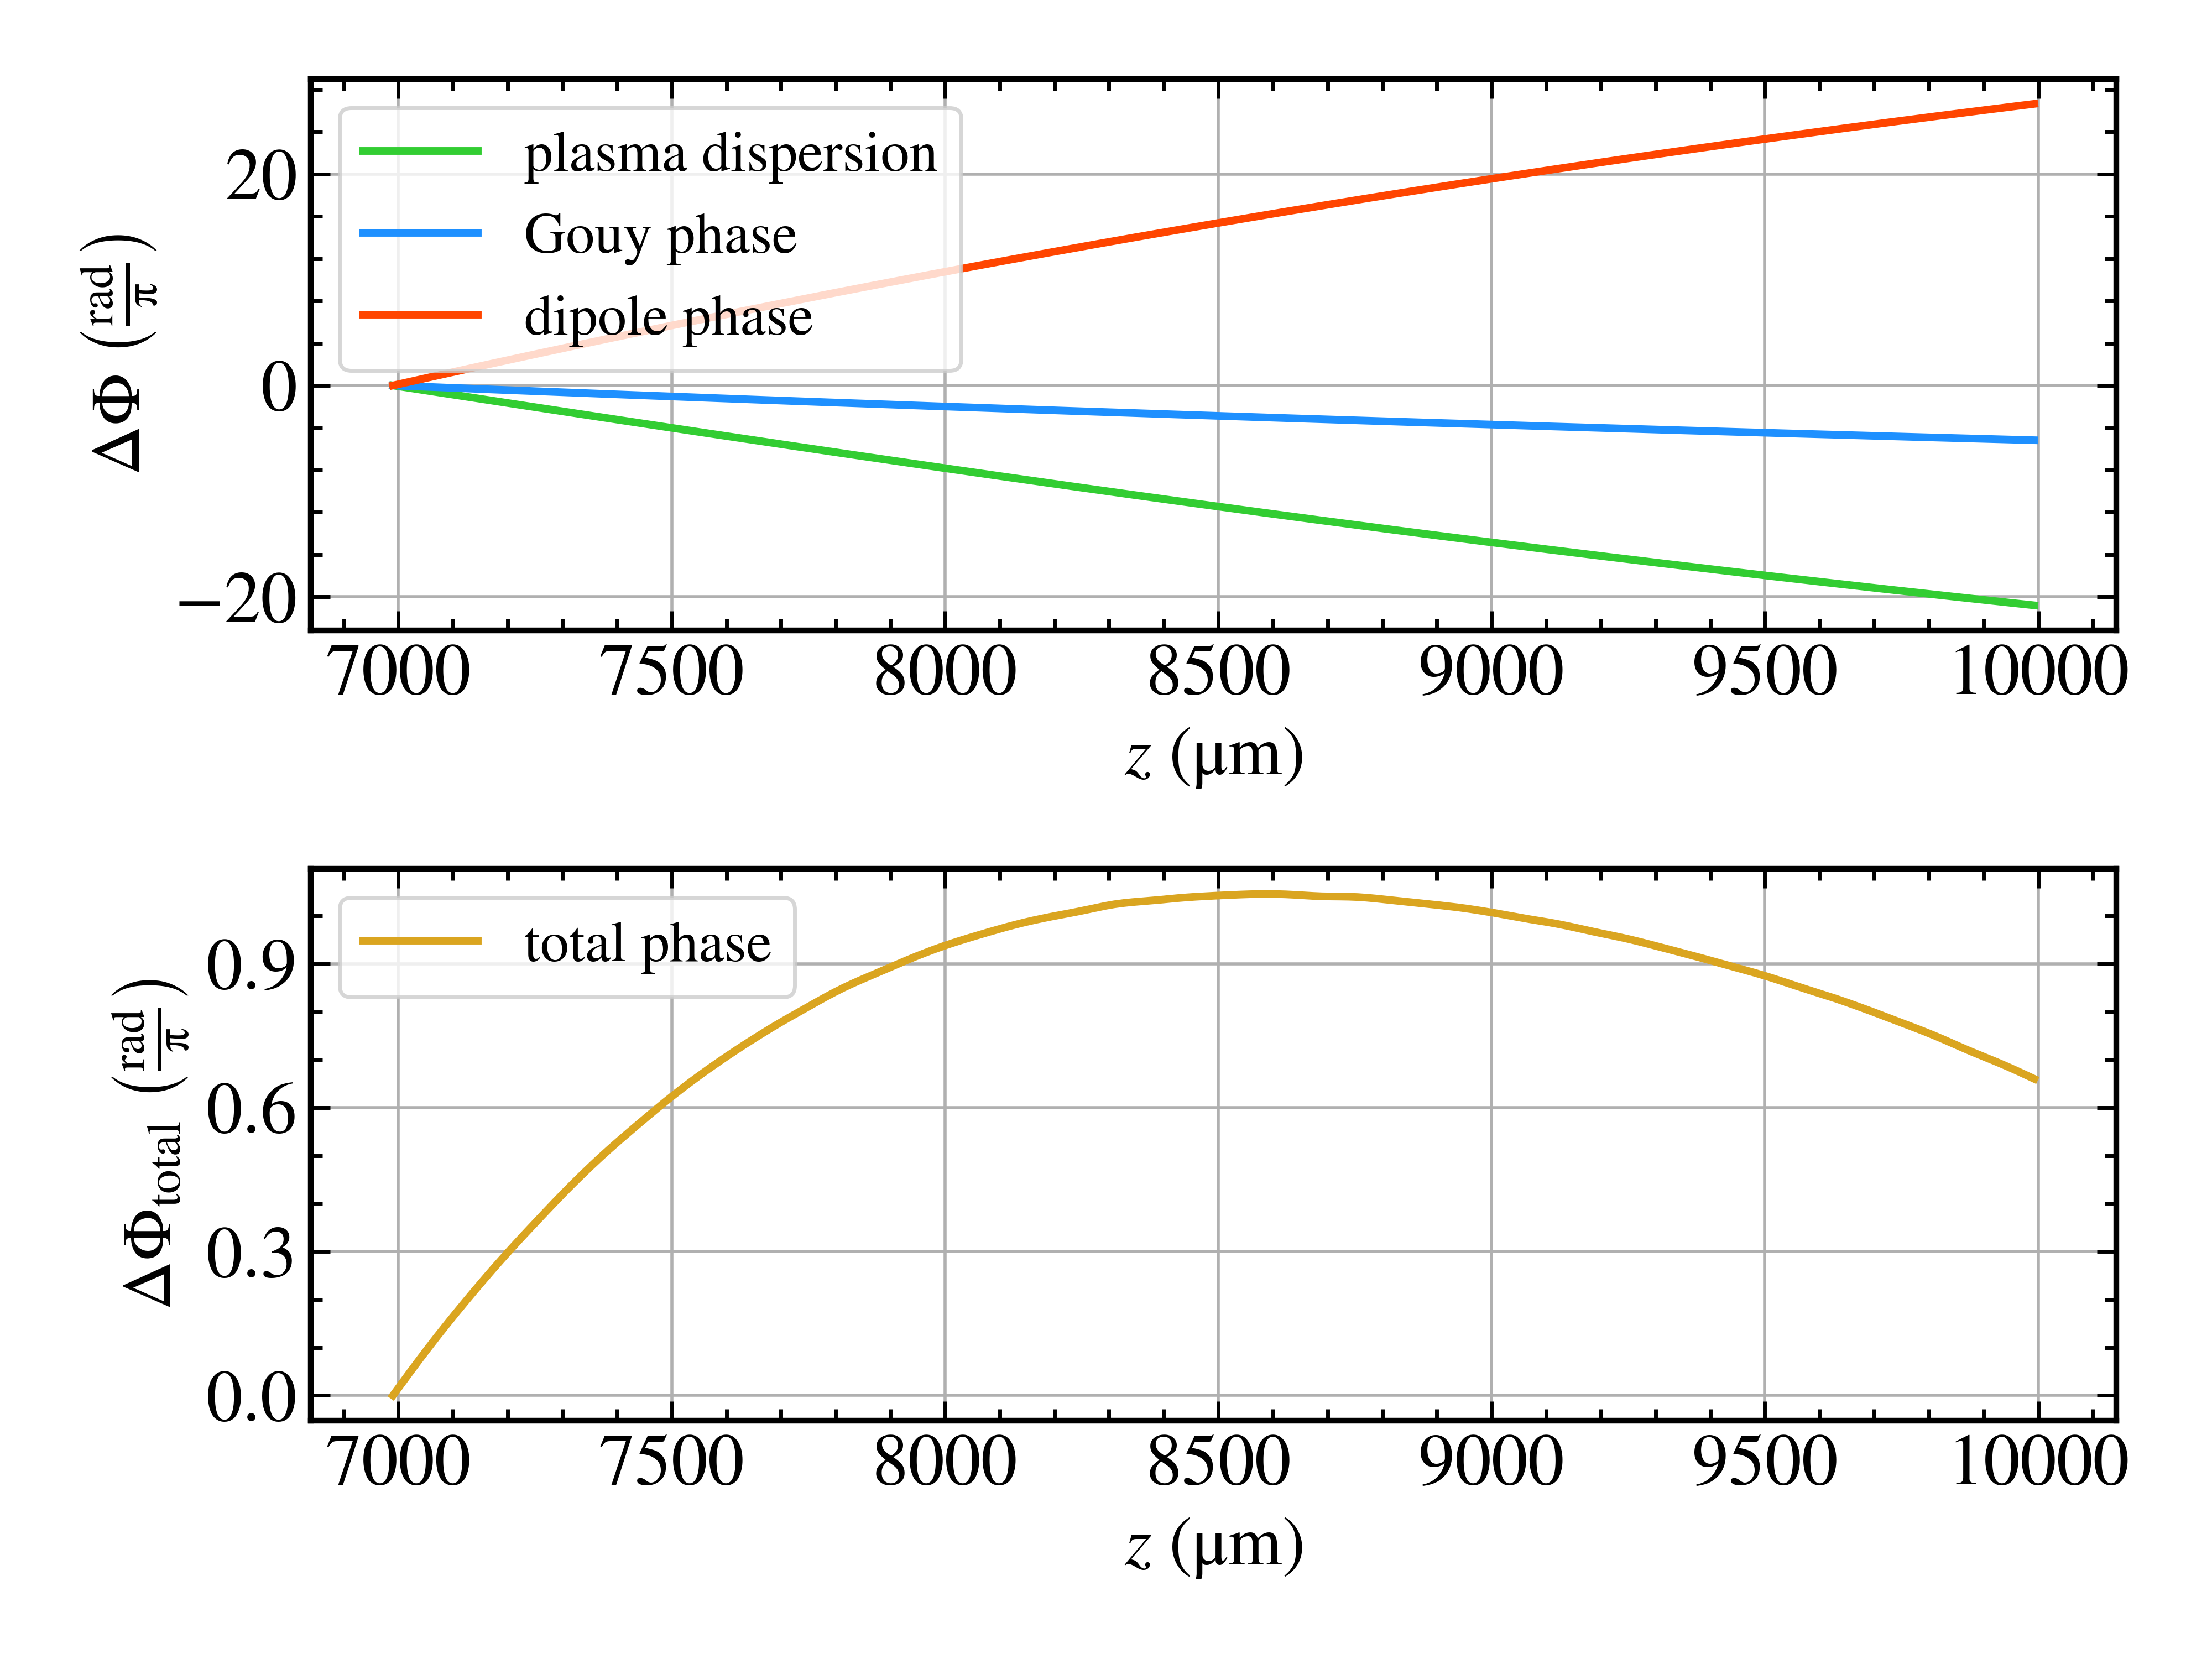 plasma dispersion
Gouy phase
dipole phase
ΔΦ (rad/π)
20
0
−20
7000 7500 8000 8500 9000 9500 10000
z (μm)
total phase
ΔΦtotal (rad/π)
0.9
0.6
0.3
0.0
7000 7500 8000 8500 9000 9500 10000
z (μm)